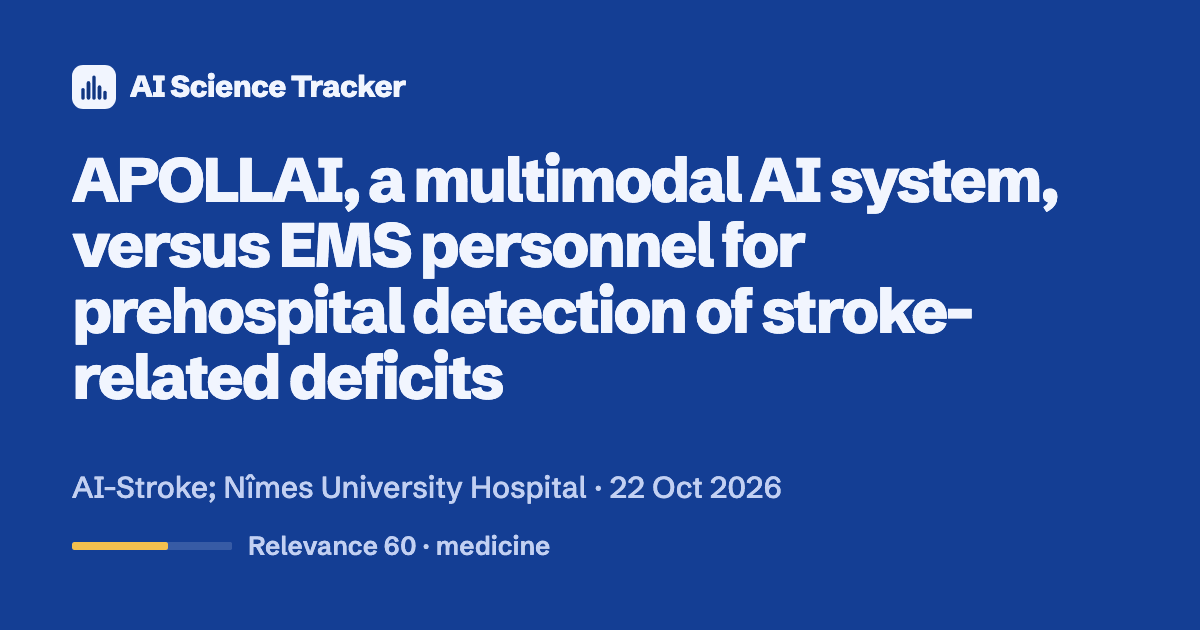 AI Science Tracker
APOLLAI, a multimodal AI system,
versus EMS personnel for
prehospital detection of stroke-
related deficits
AI-Stroke; Nîmes University Hospital · 22 Oct 2026
Relevance 60 · medicine